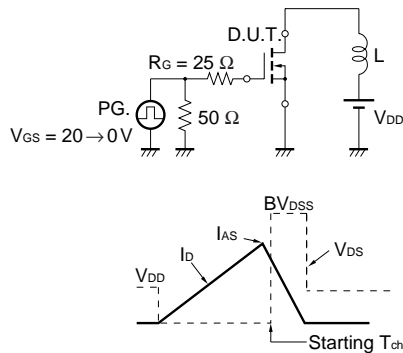 D.U.T.
RG = 25 Ω
L
PG.
50 Ω
VDD
VGS = 20 → 0 V
BVDSS
IAS
ID
VDS
VDD
Starting Tch